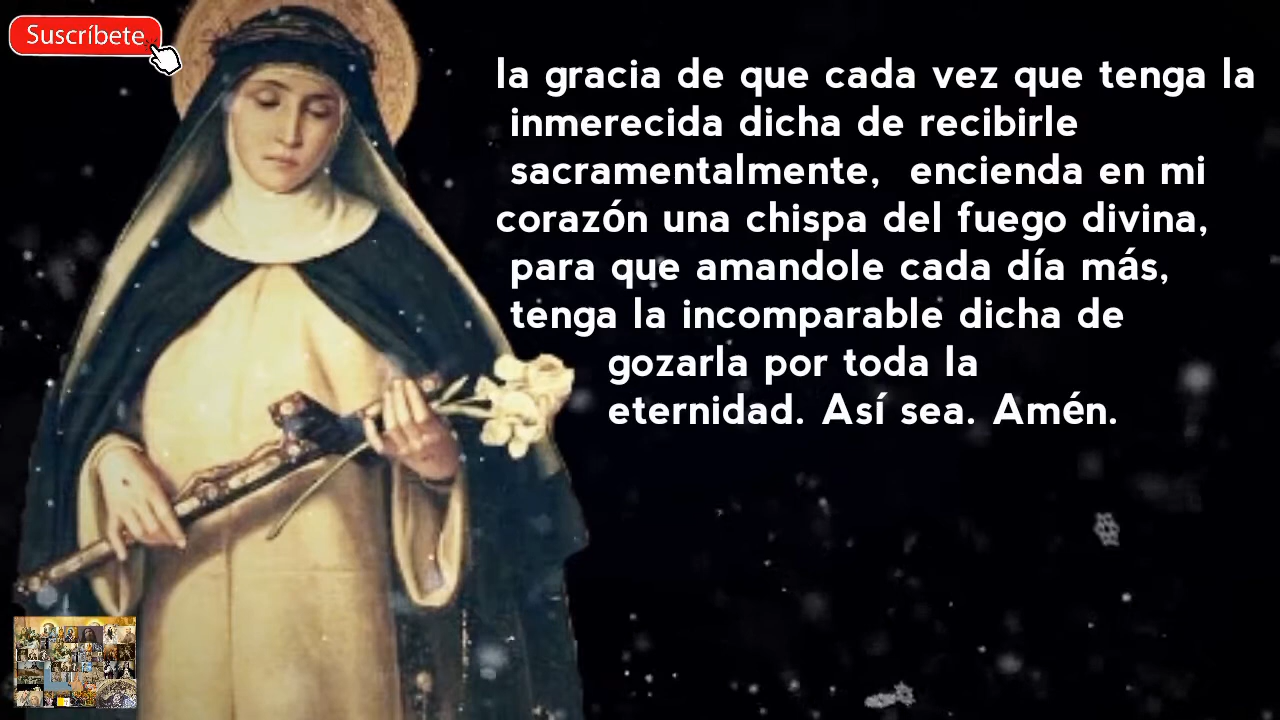 Suscríbete
la gracia de que cada vez que tenga la
inmerecida dicha de recibirle
sacramentalmente, encienda en mi
corazón una chispa del fuego divina,
para que amandole cada día más,
tenga la incomparable dicha de
gozarla por toda la
eternidad. Así sea. Amén.